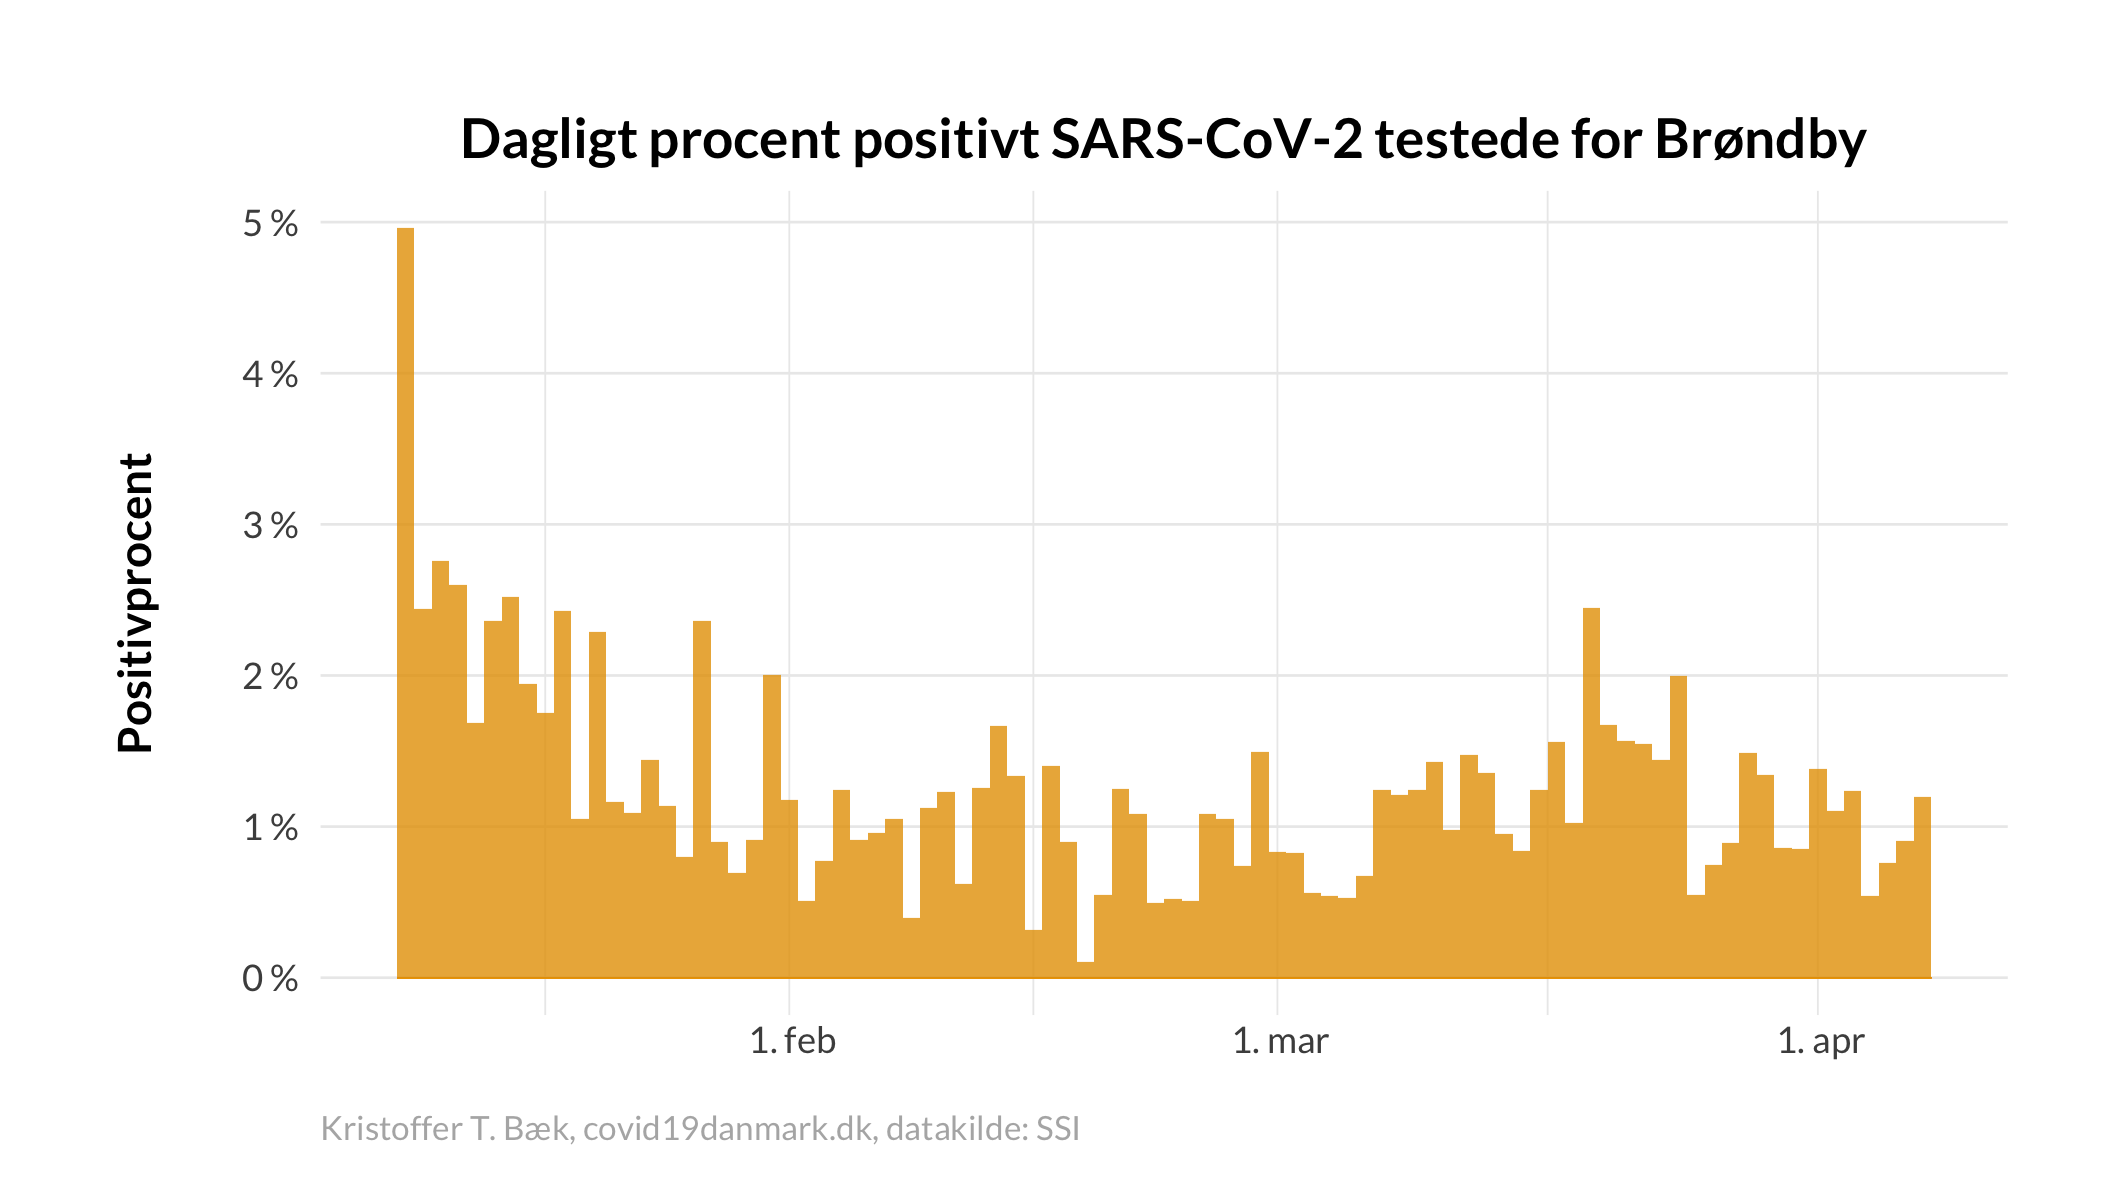 Dagligt procent positivt SARS-CoV-2 testede for Brøndby
Positivprocent
5 %
4 %
3 %
2 %
1 %
0 %
1. feb
1. mar
1. apr
Kristoffer T. Bæk, covid19danmark.dk, datakilde: SSI